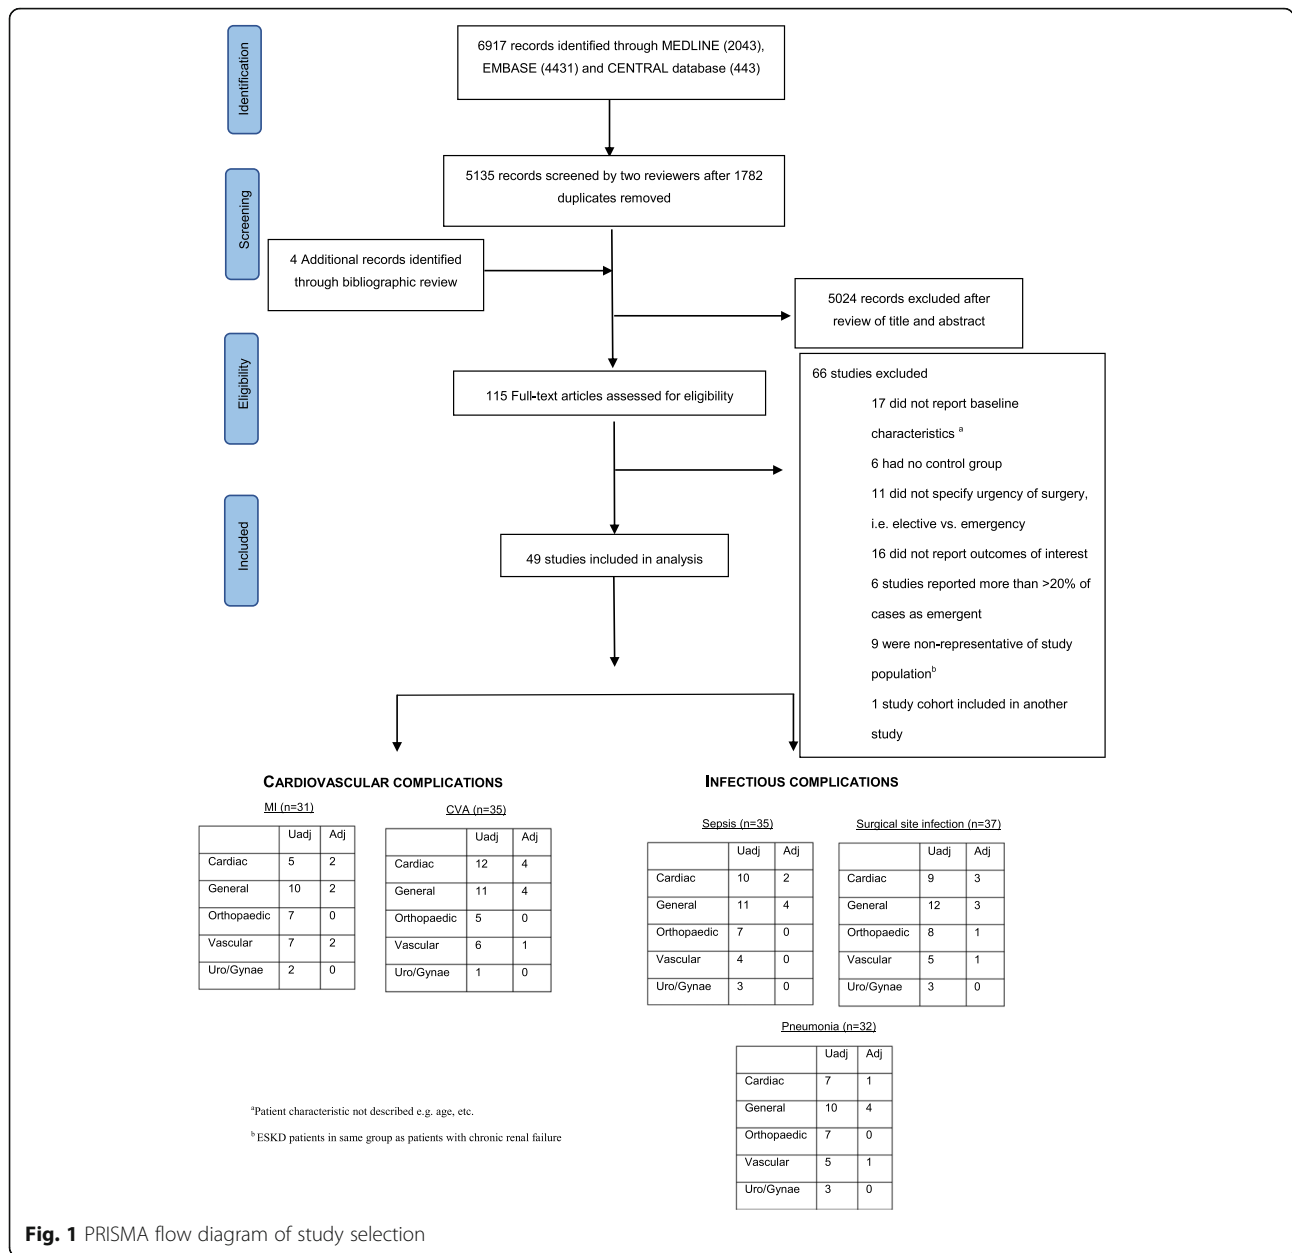 Identification
6917 records identified through MEDLINE (2043),
EMBASE (4431) and CENTRAL database (443)
Screening
5135 records screened by two reviewers after 1782
duplicates removed
4 Additional records identified
through bibliographic review
5024 records excluded after
review of title and abstract
Eligibility
115 Full-text articles assessed for eligibility
66 studies excluded
17 did not report baseline
characteristics a
6 had no control group
11 did not specify urgency of surgery,
i.e. elective vs. emergency
16 did not report outcomes of interest
6 studies reported more than >20% of
cases as emergent
9 were non-representative of study
population b
1 study cohort included in another
study
Included
49 studies included in analysis
CARDIOVASCULAR COMPLICATIONS
MI (n=31)
Uadj Adj
Cardiac 5 2
General 10 2
Orthopaedic 7 0
Vascular 7 2
Uro/Gynae 2 0
CVA (n=35)
Uadj Adj
Cardiac 12 4
General 11 4
Orthopaedic 5 0
Vascular 6 1
Uro/Gynae 1 0
INFECTIOUS COMPLICATIONS
Sepsis (n=35)
Uadj Adj
Cardiac 10 2
General 11 4
Orthopaedic 7 0
Vascular 4 0
Uro/Gynae 3 0
Surgical site infection (n=37)
Uadj Adj
Cardiac 9 3
General 12 3
Orthopaedic 8 1
Vascular 5 1
Uro/Gynae 3 0
Pneumonia (n=32)
Uadj Adj
Cardiac 7 1
General 10 4
Orthopaedic 7 0
Vascular 5 1
Uro/Gynae 3 0
a Patient characteristic not described e.g. age, etc.
b ESKD patients in same group as patients with chronic renal failure
Fig. 1 PRISMA flow diagram of study selection